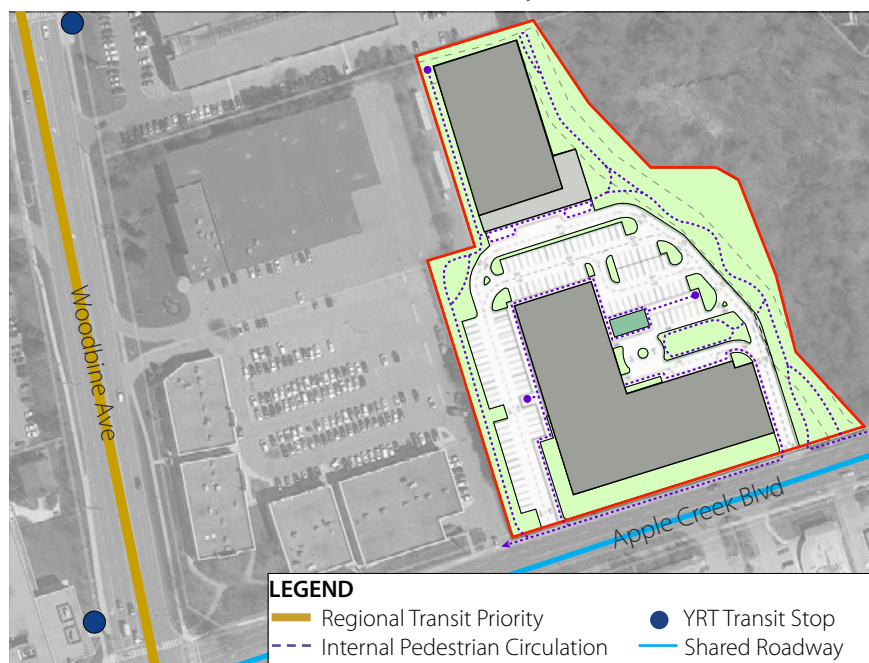 Woodbine Ave
Apple Creek Blvd
LEGEND
Regional Transit Priority
YRT Transit Stop
Internal Pedestrian Circulation
Shared Roadway